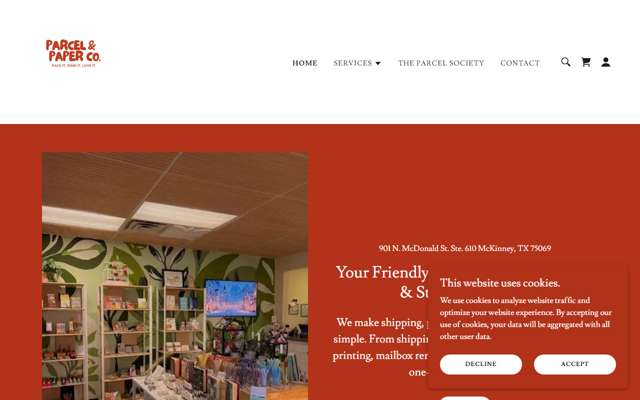 PARCEL &
PAPER CO.
HOME SERVICES THE PARCEL SOCIETY CONTACT
901 N. McDonald St. Ste. 610 McKinney, TX 75069
Your Friendly
&
We make shipping,
simple. From shipping
printing, mailbox
one-
This website uses cookies.
We use cookies to analyze website traffic and
optimize your website experience. By accepting our
use of cookies, your data will be aggregated with all
other user data.
DECLINE ACCEPT